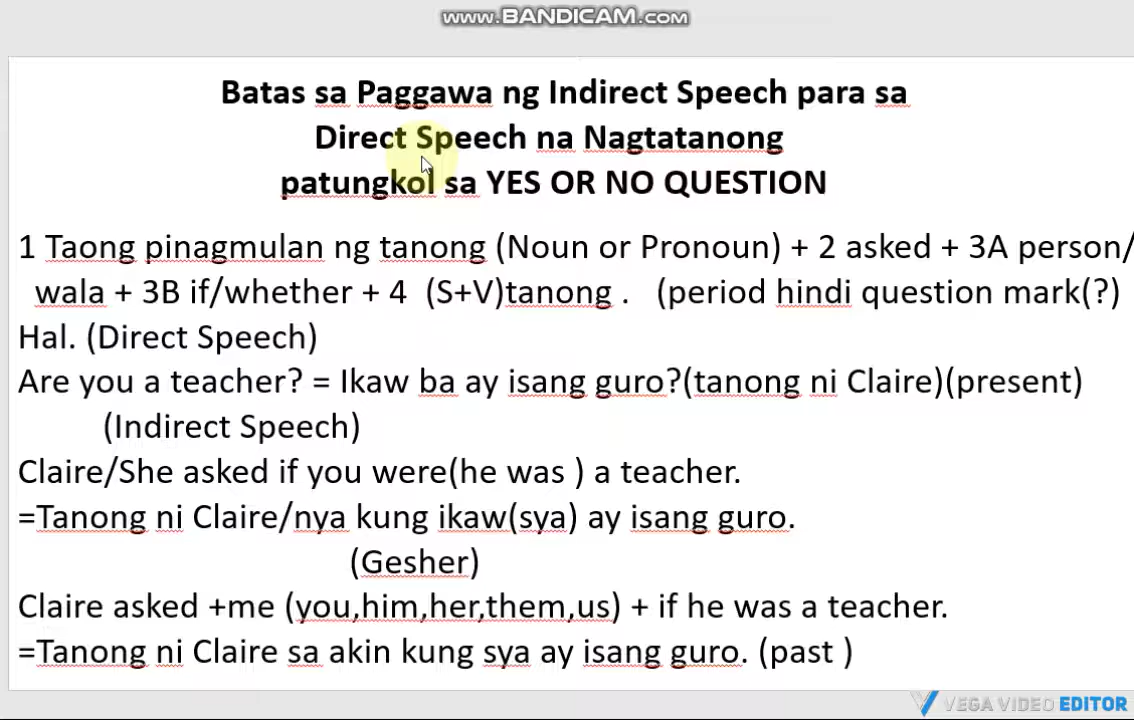 www.BANDICAM.com
Batas sa Paggawa ng Indirect Speech para sa
Direct Speech na Nagtatanong
patungkol sa YES OR NO QUESTION
1 Taong pinagmulan ng tanong (Noun or Pronoun) + 2 asked + 3A person/
wala + 3B if/whether + 4 (S+V)tanong . (period hindi question mark(?)
Hal. (Direct Speech)
Are you a teacher? = Ikaw ba ay isang guro?(tanong ni Claire)(present)
(Indirect Speech)
Claire/She asked if you were(he was ) a teacher.
=Tanong ni Claire/nya kung ikaw(sya) ay isang guro.
(Gesher)
Claire asked +me (you,him,her,them,us) + if he was a teacher.
=Tanong ni Claire sa akin kung sya ay isang guro. (past )
VEGA VIDEO EDITOR